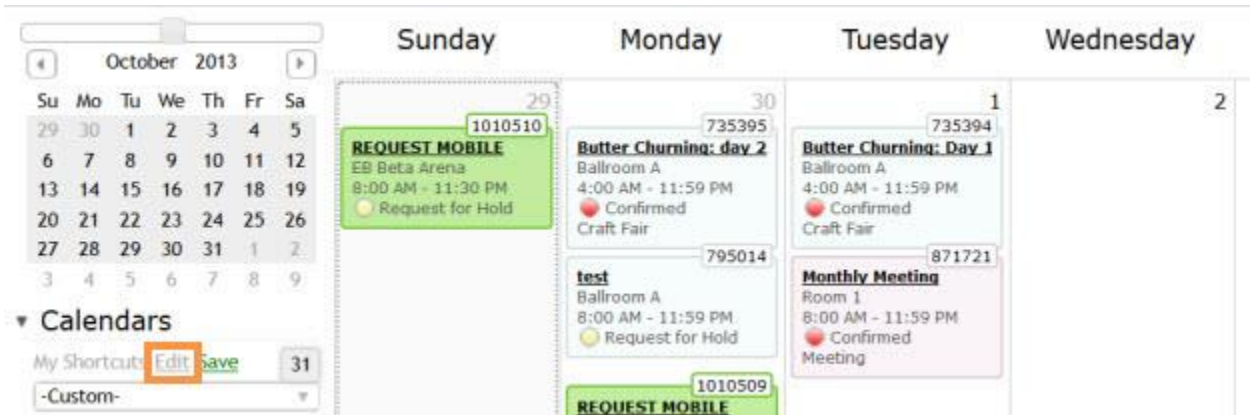 October 2013
Su Mo Tu We Th Fr Sa
29 30 1 2 3 4 5
6 7 8 9 10 11 12
13 14 15 16 17 18 19
20 21 22 23 24 25 26
27 28 29 30 31 1 2
3 4 5 6 7 8 9
Calendars
My Shortcuts Edit Save 31
-Custom-
Sunday Monday Tuesday Wednesday
29
1010510
REQUEST MOBILE
EB Beta Arena
8:00 AM - 11:30 PM
Request for Hold
30
735395
Butter Churning: day 2
Ballroom A
4:00 AM - 11:59 PM
Confirmed
Craft Fair
795014
test
Ballroom A
8:00 AM - 11:59 PM
Request for Hold
1010509
REQUEST MOBILE
1
735394
Butter Churning: Day 1
Ballroom A
4:00 AM - 11:59 PM
Confirmed
Craft Fair
871721
Monthly Meeting
Room 1
8:00 AM - 11:59 PM
Confirmed
Meeting
2